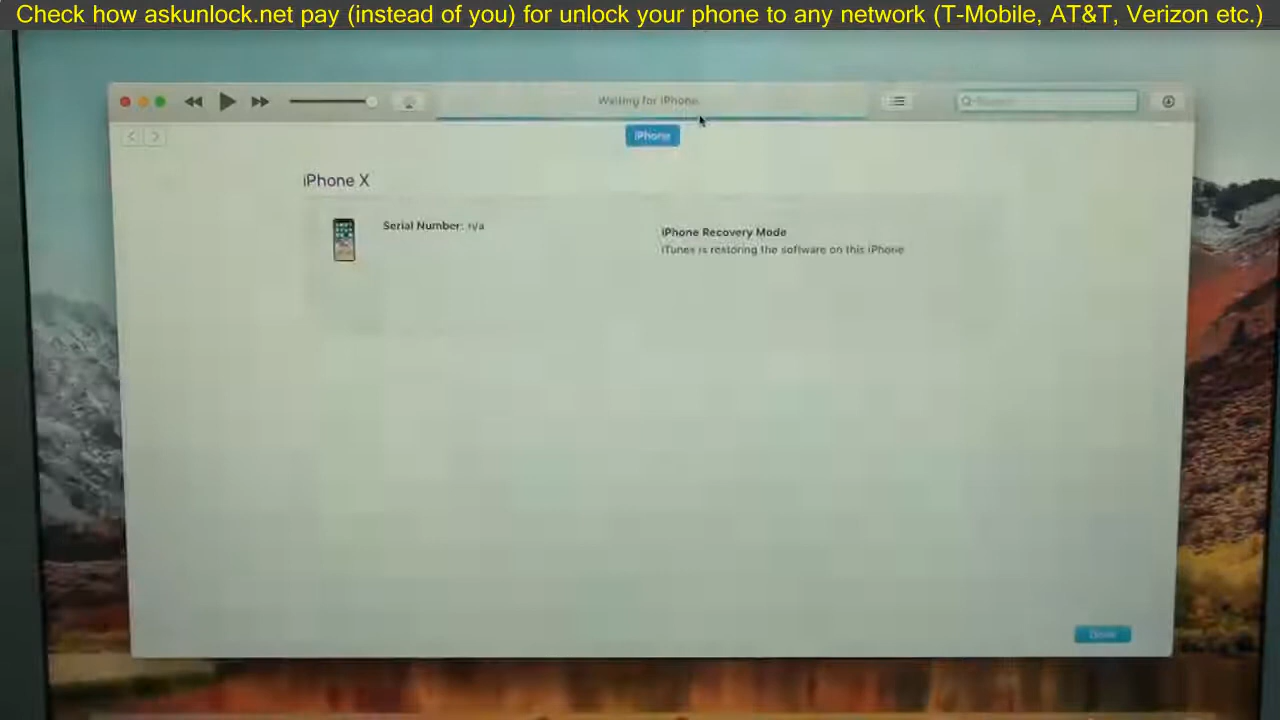 Check how askunlock.net pay (instead of you) for unlock your phone to any network (T-Mobile, AT&T, Verizon etc.)
Waiting for iPhone
iPhone
iPhone X
Serial Number: n/a
iPhone Recovery Mode
iTunes is restoring the software on this iPhone
Done